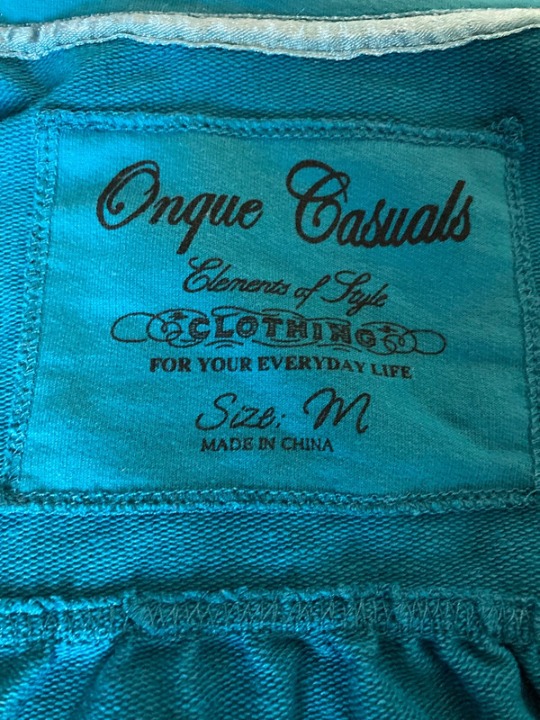 Onque Casuals
Elements of Style
CLOTHING
FOR YOUR EVERYDAY LIFE
Size: M
MADE IN CHINA